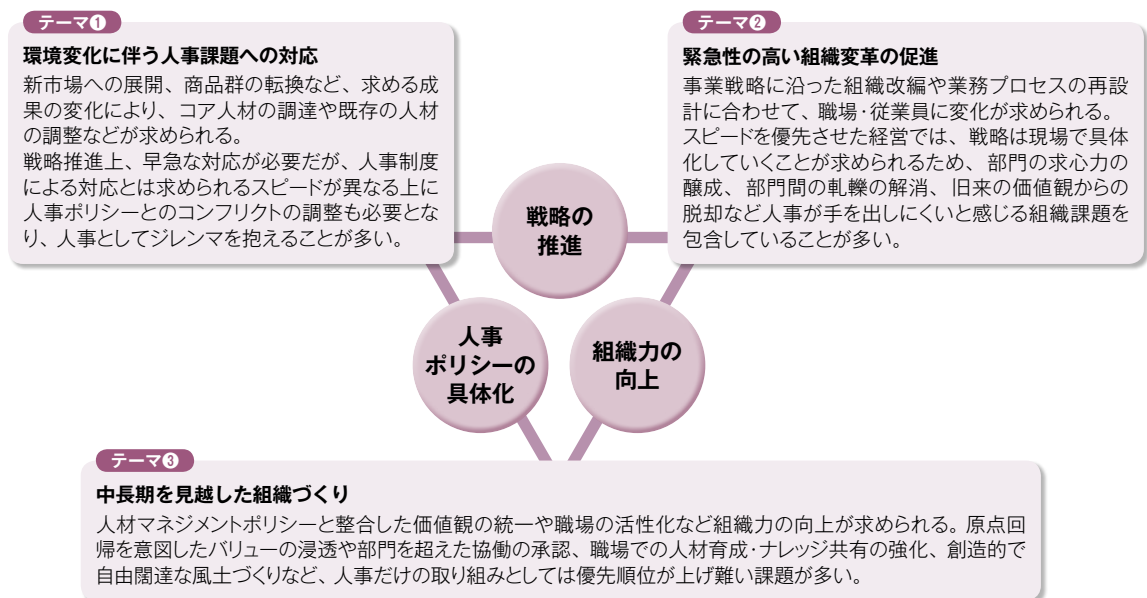 テーマ❶
環境変化に伴う人事課題への対応
新市場への展開、商品群の転換など、求める成
果の変化により、コア人材の調達や既存の人材
の調整などが求められる。
戦略推進上、早急な対応が必要だが、人事制度
による対応とは求められるスピードが異なる上に
人事ポリシーとのコンフリクトの調整も必要とな
り、人事としてジレンマを抱えることが多い。
テーマ❷
緊急性の高い組織変革の促進
事業戦略に沿った組織改編や業務プロセスの再設
計に合わせて、職場・従業員に変化が求められる。
スピードを優先させた経営では、戦略は現場で具体
化していくことが求められるため、部門の求心力の
醸成、部門間の軋轢の解消、旧来の価値観からの
脱却など人事が手を出しにくいと感じる組織課題を
包含していることが多い。
戦略の
推進
人事
ポリシーの
具体化
組織力の
向上
テーマ❸
中長期を見越した組織づくり
人材マネジメントポリシーと整合した価値観の統一や職場の活性化など組織力の向上が求められる。原点回
帰を意図したバリューの浸透や部門を超えた協働の承認、職場での人材育成・ナレッジ共有の強化、創造的で
自由闊達な風土づくりなど、人事だけの取り組みとしては優先順位が上げ難い課題が多い。